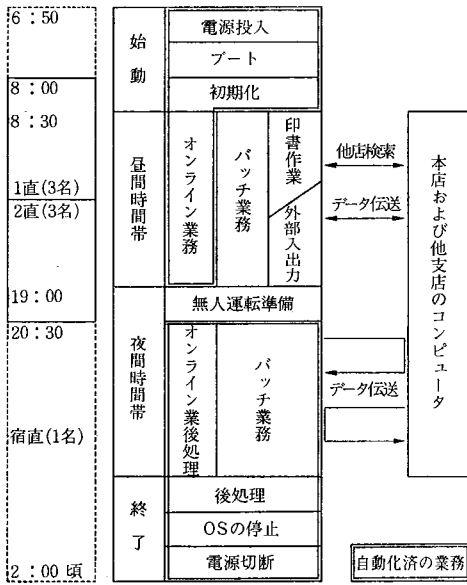 6：50
8：00
8：30
1直(3名)
2直(3名)
19：00
20：30
宿直(1名)
2：00頃
始動
電源投入
ブート
初期化
昼間時間帯
オンライン業務
バッチ業務
印書作業
外部入出力
夜間時間帯
無人運転準備
オンライン業後処理
バッチ業務
終了
後処理
OSの停止
電源切断
他店検索
データ伝送
データ伝送
本店および他支店のコンピュータ
自動化済の業務